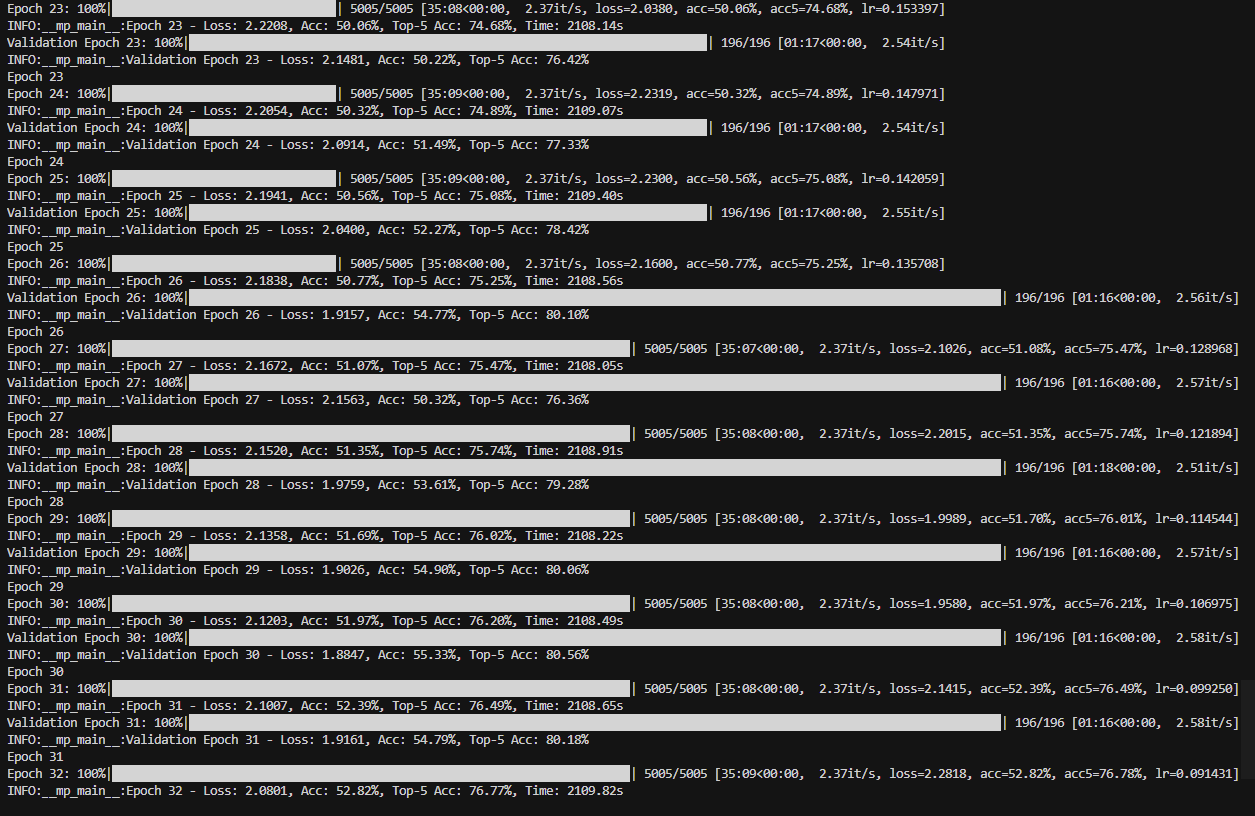 Epoch 23: 100%| | 5005/5005 [35:08<00:00, 2.37it/s, loss=2.0380, acc=50.06%, acc5=74.68%, lr=0.153397]
INFO:__mp_main__:Epoch 23 - Loss: 2.2208, Acc: 50.06%, Top-5 Acc: 74.68%, Time: 2108.14s
Validation Epoch 23: 100%| | 196/196 [01:17<00:00, 2.54it/s]
INFO:__mp_main__:Validation Epoch 23 - Loss: 2.1481, Acc: 50.22%, Top-5 Acc: 76.42%
Epoch 23
Epoch 24: 100%| | 5005/5005 [35:09<00:00, 2.37it/s, loss=2.2319, acc=50.32%, acc5=74.89%, lr=0.147971]
INFO:__mp_main__:Epoch 24 - Loss: 2.2054, Acc: 50.32%, Top-5 Acc: 74.89%, Time: 2109.07s
Validation Epoch 24: 100%| | 196/196 [01:17<00:00, 2.54it/s]
INFO:__mp_main__:Validation Epoch 24 - Loss: 2.0914, Acc: 51.49%, Top-5 Acc: 77.33%
Epoch 24
Epoch 25: 100%| | 5005/5005 [35:09<00:00, 2.37it/s, loss=2.2300, acc=50.56%, acc5=75.08%, lr=0.142059]
INFO:__mp_main__:Epoch 25 - Loss: 2.1941, Acc: 50.56%, Top-5 Acc: 75.08%, Time: 2109.40s
Validation Epoch 25: 100%| | 196/196 [01:17<00:00, 2.55it/s]
INFO:__mp_main__:Validation Epoch 25 - Loss: 2.0400, Acc: 52.27%, Top-5 Acc: 78.42%
Epoch 25
Epoch 26: 100%| | 5005/5005 [35:08<00:00, 2.37it/s, loss=2.1600, acc=50.77%, acc5=75.25%, lr=0.135708]
INFO:__mp_main__:Epoch 26 - Loss: 2.1838, Acc: 50.77%, Top-5 Acc: 75.25%, Time: 2108.56s
Validation Epoch 26: 100%| | 196/196 [01:16<00:00, 2.56it/s]
INFO:__mp_main__:Validation Epoch 26 - Loss: 1.9157, Acc: 54.77%, Top-5 Acc: 80.10%
Epoch 26
Epoch 27: 100%| | 5005/5005 [35:07<00:00, 2.37it/s, loss=2.1026, acc=51.08%, acc5=75.47%, lr=0.128968]
INFO:__mp_main__:Epoch 27 - Loss: 2.1672, Acc: 51.07%, Top-5 Acc: 75.47%, Time: 2108.05s
Validation Epoch 27: 100%| | 196/196 [01:16<00:00, 2.57it/s]
INFO:__mp_main__:Validation Epoch 27 - Loss: 2.1563, Acc: 50.32%, Top-5 Acc: 76.36%
Epoch 27
Epoch 28: 100%| | 5005/5005 [35:08<00:00, 2.37it/s, loss=2.2015, acc=51.35%, acc5=75.74%, lr=0.121894]
INFO:__mp_main__:Epoch 28 - Loss: 2.1520, Acc: 51.35%, Top-5 Acc: 75.74%, Time: 2108.91s
Validation Epoch 28: 100%| | 196/196 [01:18<00:00, 2.51it/s]
INFO:__mp_main__:Validation Epoch 28 - Loss: 1.9759, Acc: 53.61%, Top-5 Acc: 79.28%
Epoch 28
Epoch 29: 100%| | 5005/5005 [35:08<00:00, 2.37it/s, loss=1.9989, acc=51.70%, acc5=76.01%, lr=0.114544]
INFO:__mp_main__:Epoch 29 - Loss: 2.1358, Acc: 51.69%, Top-5 Acc: 76.02%, Time: 2108.22s
Validation Epoch 29: 100%| | 196/196 [01:16<00:00, 2.57it/s]
INFO:__mp_main__:Validation Epoch 29 - Loss: 1.9026, Acc: 54.90%, Top-5 Acc: 80.06%
Epoch 29
Epoch 30: 100%| | 5005/5005 [35:08<00:00, 2.37it/s, loss=1.9580, acc=51.97%, acc5=76.21%, lr=0.106975]
INFO:__mp_main__:Epoch 30 - Loss: 2.1203, Acc: 51.97%, Top-5 Acc: 76.20%, Time: 2108.49s
Validation Epoch 30: 100%| | 196/196 [01:16<00:00, 2.58it/s]
INFO:__mp_main__:Validation Epoch 30 - Loss: 1.8847, Acc: 55.33%, Top-5 Acc: 80.56%
Epoch 30
Epoch 31: 100%| | 5005/5005 [35:08<00:00, 2.37it/s, loss=2.1415, acc=52.39%, acc5=76.49%, lr=0.099250]
INFO:__mp_main__:Epoch 31 - Loss: 2.1007, Acc: 52.39%, Top-5 Acc: 76.49%, Time: 2108.65s
Validation Epoch 31: 100%| | 196/196 [01:16<00:00, 2.58it/s]
INFO:__mp_main__:Validation Epoch 31 - Loss: 1.9161, Acc: 54.79%, Top-5 Acc: 80.18%
Epoch 31
Epoch 32: 100%| | 5005/5005 [35:09<00:00, 2.37it/s, loss=2.2818, acc=52.82%, acc5=76.78%, lr=0.091431]
INFO:__mp_main__:Epoch 32 - Loss: 2.0801, Acc: 52.82%, Top-5 Acc: 76.77%, Time: 2109.82s